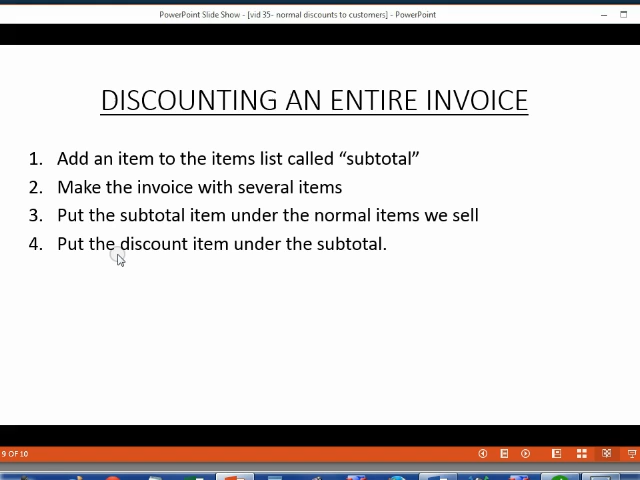 PowerPoint Slide Show - [vid 35- normal discounts to customers] - PowerPoint
DISCOUNTING AN ENTIRE INVOICE
1. Add an item to the items list called “subtotal”
2. Make the invoice with several items
3. Put the subtotal item under the normal items we sell
4. Put the discount item under the subtotal.
9 OF 10